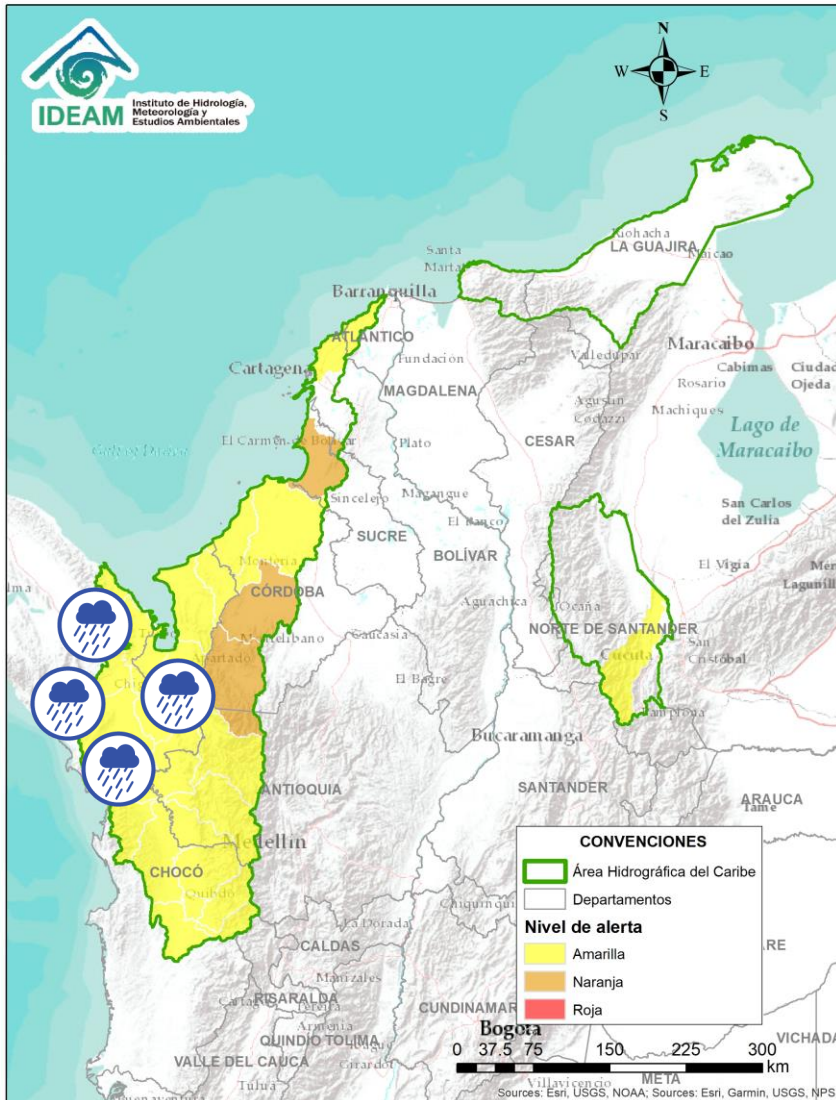 IDEAM
Instituto de Hidrología,
Meteorología y
Estudios Ambientales
N
W
E
S
Riohacha
LA GUAJIRA
Maicao
Santa
Barranquilla
ATLÁNTICO
Fundación
Valledupar
Maracaibo
Cabimas
Ciudad
Ojeda
Rosario
Cartagena
MAGDALENA
Agustín
Codazzi
Machiques
El Carmen de Bolívar
Plato
CESAR
Lago de
Maracaibo
Sincelejo
Magangue
San Carlos
del Zulia
El Banco
SUCRE
BOLÍVAR
El Vigía
Montería
CÓRDOBA
Aguachica
Ocaña
NORTE DE SANTANDER
Caucasia
San
Cristóbal
Cucuta
Apartadó
El Bagre
Bucaramanga
ANTIOQUIA
SANTANDER
ARAUCA
Tame
Medellín
CHOCÓ
Quibdó
La Dorada
CALDAS
Manizales
RISARALDA
Pereira
Armenia
QUINDÍO
TOLIMA
Girardot
CUNDINAMAR
Bogotá
VALLE DEL CAUCA
Tuluá
Villavicencio
META
VICHADA
CONVENCIONES
Área Hidrográfica del Caribe
Departamentos
Nivel de alerta
Amarilla
Naranja
Roja
0 37.5 75 150 225 300
km
Sources: Esri, USGS, NOAA; Sources: Esri, Garmin, USGS, NPS